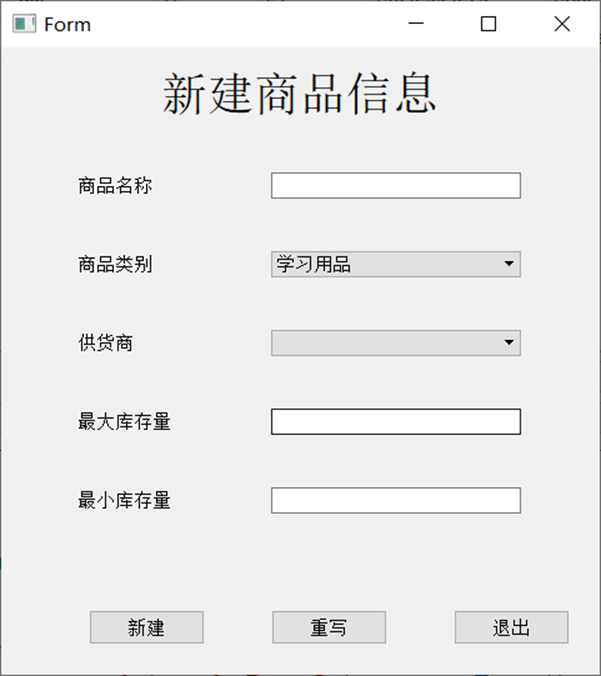 Form
新建商品信息
商品名称
商品类别 学习用品
供货商
最大库存量
最小库存量
新建 重写 退出